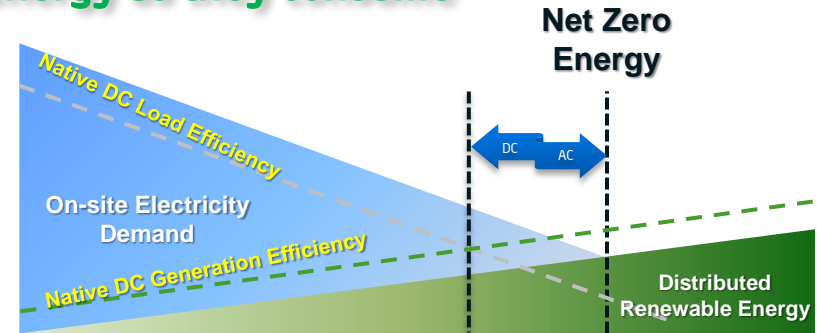 Net Zero
Energy
Native DC Load Efficiency
DC
AC
On-site Electricity
Demand
Native DC Generation Efficiency
Distributed
Renewable Energy